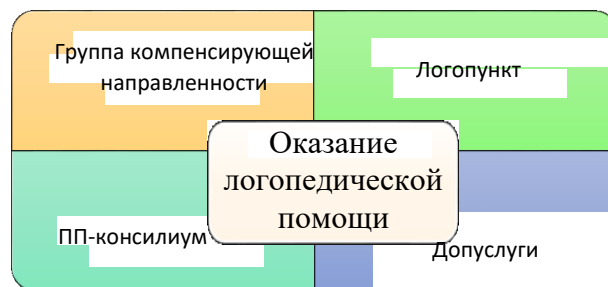 Группа компенсирующей
направленности
Логопункт
Оказание
логопедической
помощи
ПП-консилиум
Допуслуги